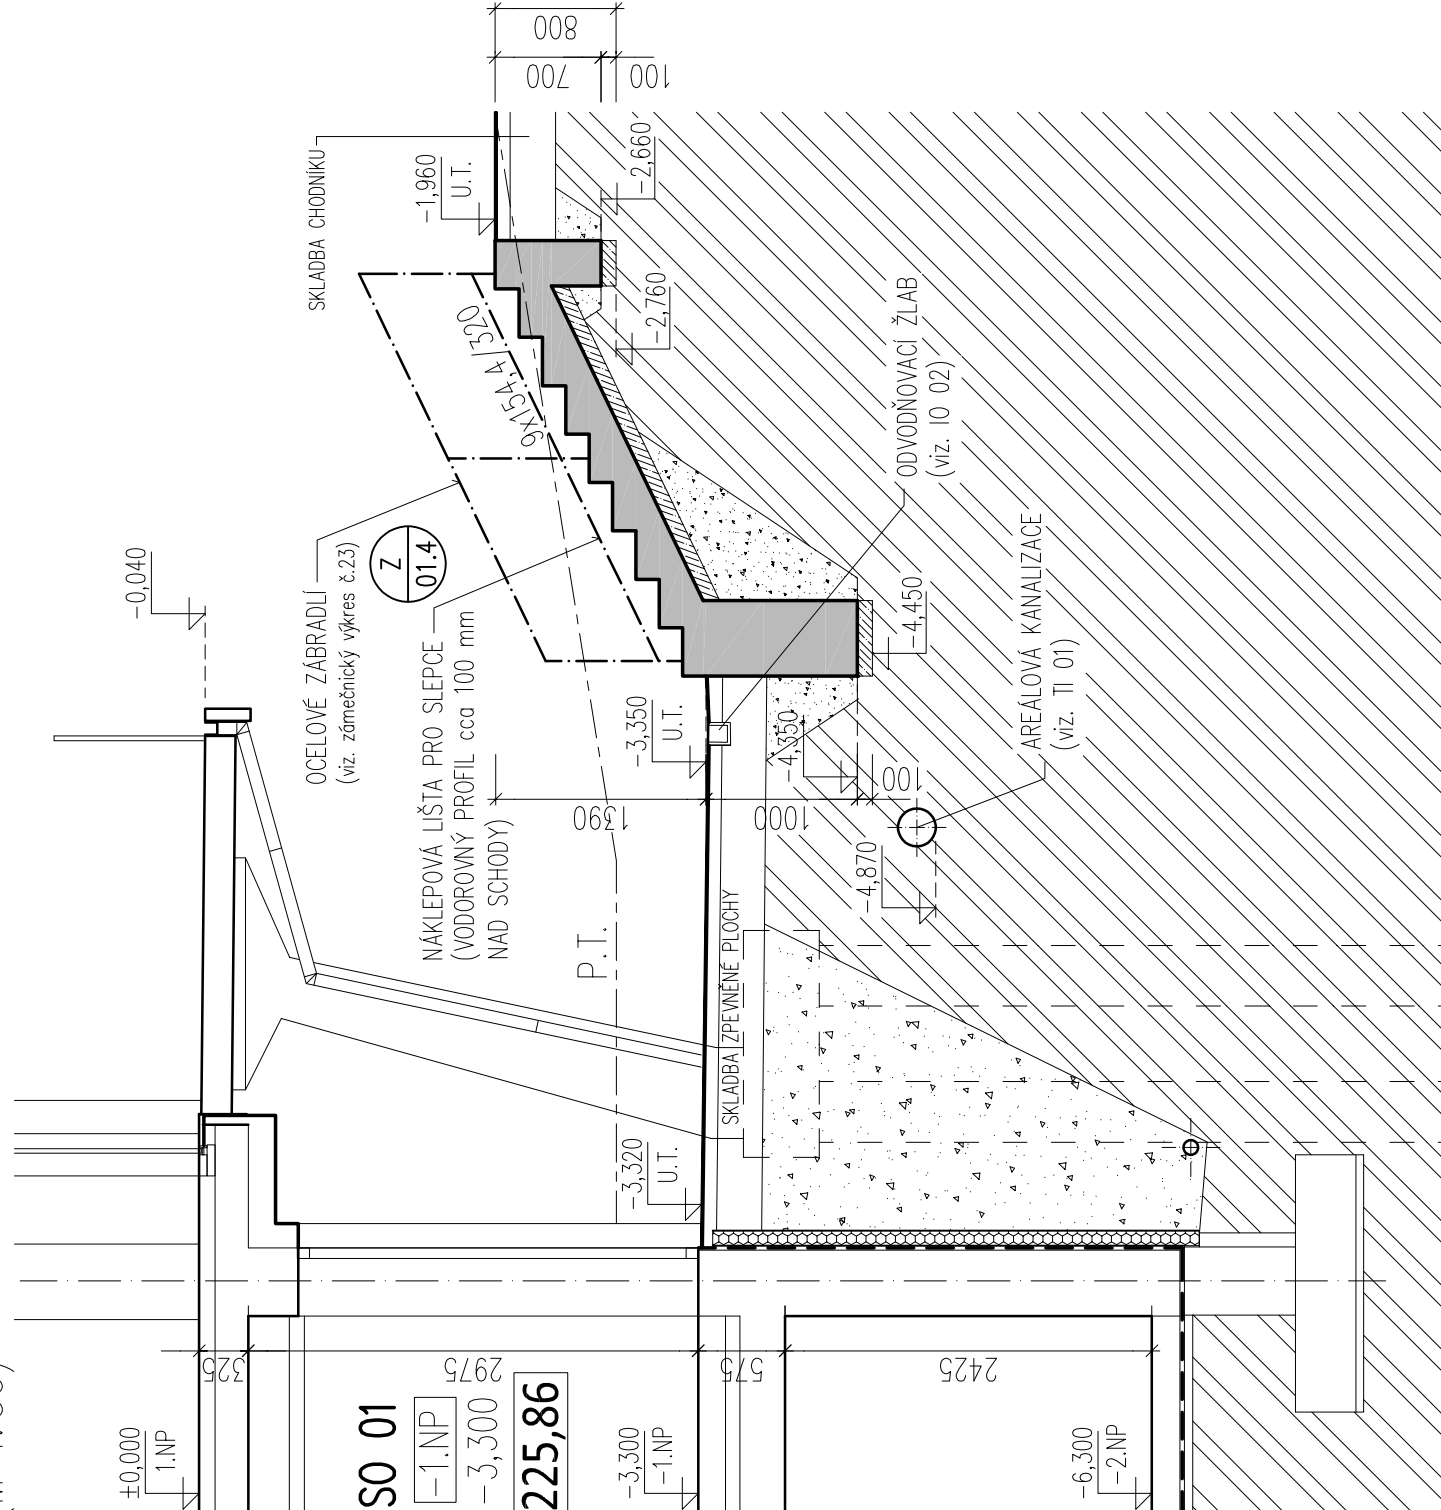 800
700
100
SKLADBA CHODNÍKU
-1,960
U.T.
-2,660
-2,760
9x154,4/320
ODVODŇOVACÍ ŽLAB
(viz. IO 02)
AREÁLOVÁ KANALIZACE
(viz. TI 01)
-0,040
OCELOVÉ ZÁBRADLÍ
(viz. zámečnický výkres č.23)
Z
01.4
NÁKLEPOVÁ LIŠTA PRO SLEPCE
(VODOROVNÝ PROFIL cca 100 mm
NAD SCHODY)
-4,450
-3,350
U.T.
-4,350
1390
1000
100
-4,870
P.T.
SKLADBA ZPEVNĚNÉ PLOCHY
-3,320
U.T.
325
2975
575
2425
±0,000
1.NP
SO 01
-1.NP
-3,300
225,86
-3,300
-1.NP
-6,300
-2.NP